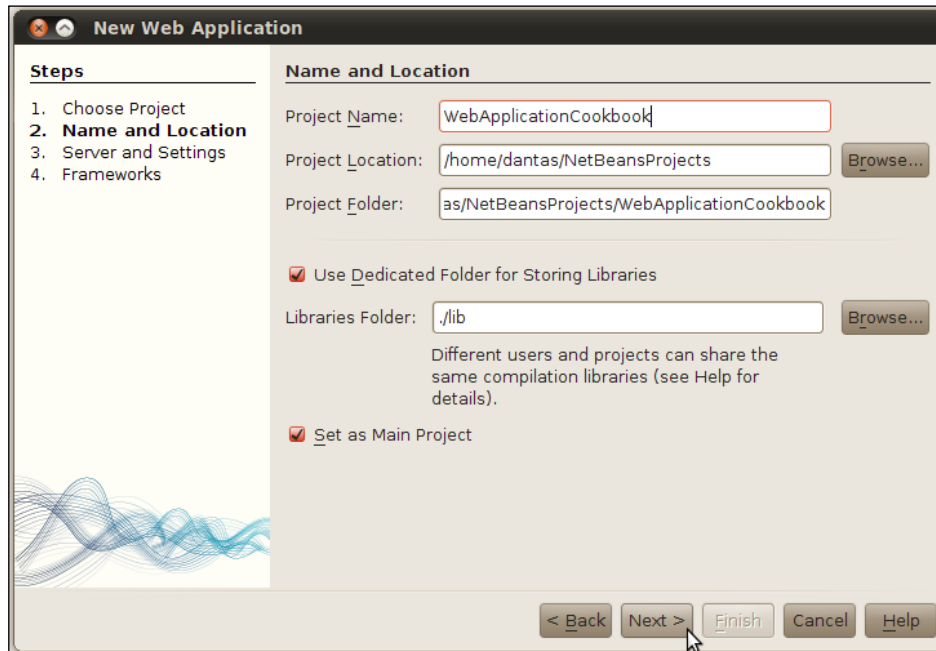 New Web Application
Steps
1. Choose Project
2. Name and Location
3. Server and Settings
4. Frameworks
Name and Location
Project Name: WebApplicationCookbook
Project Location: /home/dantas/NetBeansProjects Browse...
Project Folder: as/NetBeansProjects/WebApplicationCookbook
Use Dedicated Folder for Storing Libraries
Libraries Folder: ./lib Browse...
Different users and projects can share the
same compilation libraries (see Help for
details).
Set as Main Project
< Back Next > Finish Cancel Help